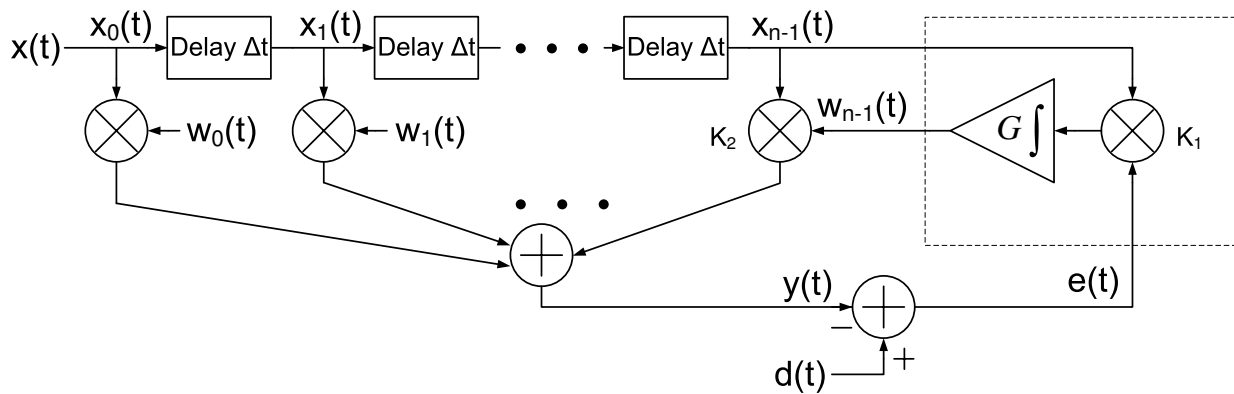 x(t) x₀(t) Delay Δt x₁(t) Delay Δt Delay Δt xₙ₋₁(t)
w₀(t) w₁(t) K₂ wₙ₋₁(t) G∫ K₁
y(t) e(t)
−
d(t) +